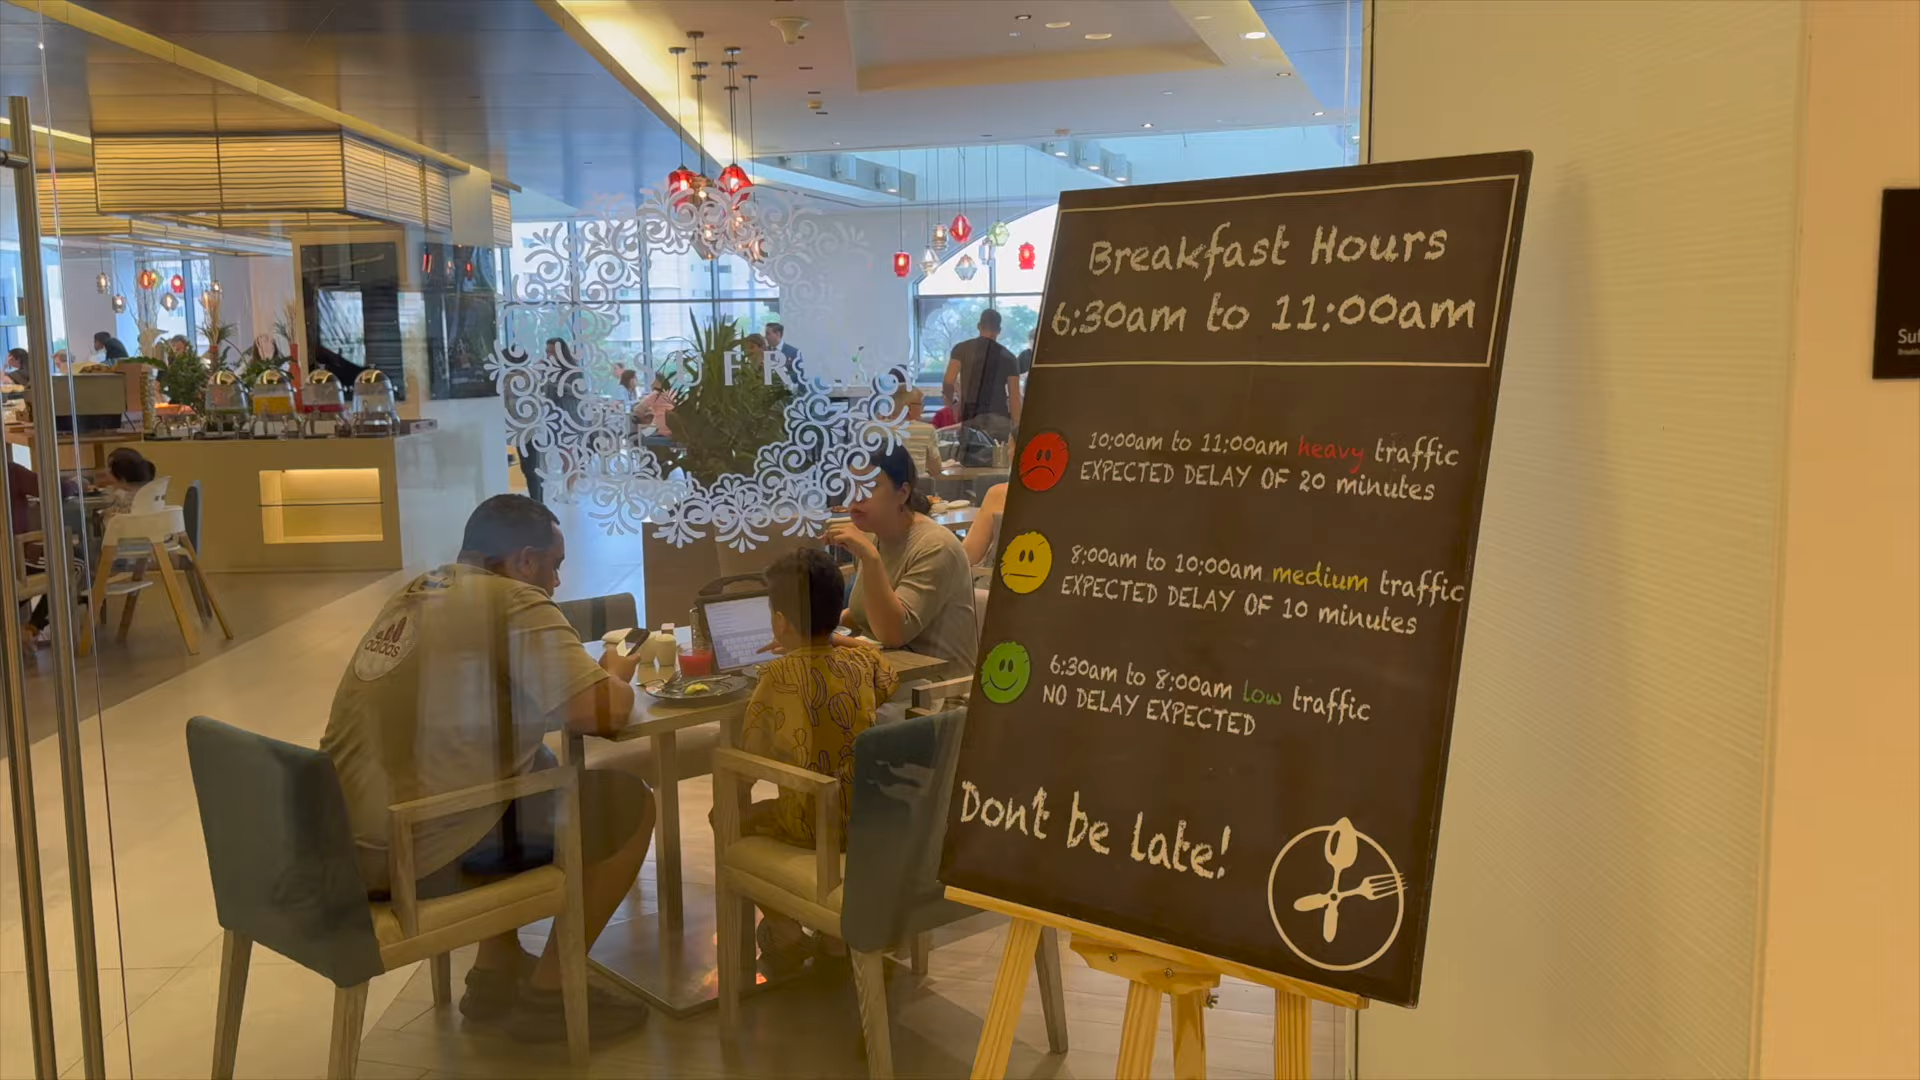 Breakfast Hours
6:30am to 11:00am
10:00am to 11:00am heavy traffic
EXPECTED DELAY OF 20 minutes
8:00am to 10:00am medium traffic
EXPECTED DELAY OF 10 minutes
6:30am to 8:00am low traffic
NO DELAY EXPECTED
Dont be late!
adidas